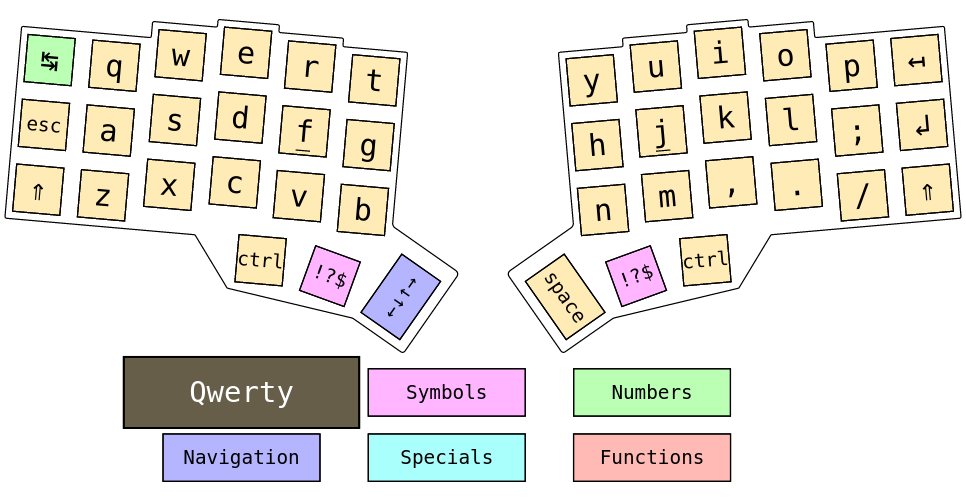 ↹ q w e r t y u i o p ↤
esc a s d f g h j k l ; ↲
⇑ z x c v b n m , . / ⇑
ctrl !?$ ↑ ← → ↓ space !?$ ctrl
Qwerty Symbols Numbers
Navigation Specials Functions